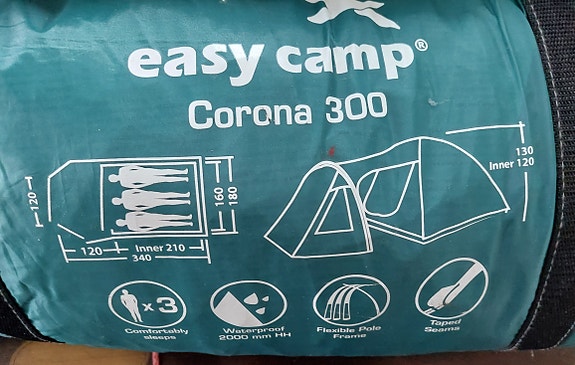 easy camp®
Corona 300
130
Inner 120
120
160
180
120
Inner 210
340
x3
Comfortably
sleeps
Waterproof
2000 mm HH
Flexible Pole
Frame
Taped
Seams